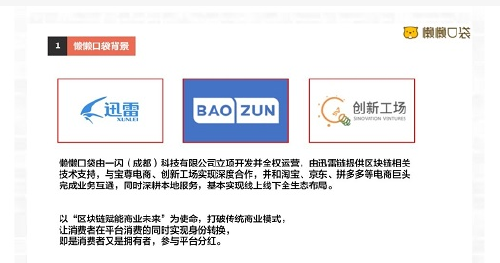 1 懒懒口袋背景
懒懒口袋
迅雷
XUNLEI
BAO ZUN
创新工场
SINOVATION VENTURES
懒懒口袋由一闪（成都）科技有限公司立项开发并全权运营，由迅雷链提供区块链相关
技术支持，与宝尊电商、创新工场实现深度合作，并和淘宝、京东、拼多多等电商巨头
完成业务互通，同时深耕本地服务，基本实现线上线下全生态布局。
以“区块链赋能商业未来”为使命，打破传统商业模式，
让消费者在平台消费的同时实现身份转换，
即是消费者又是拥有者，参与平台分红。